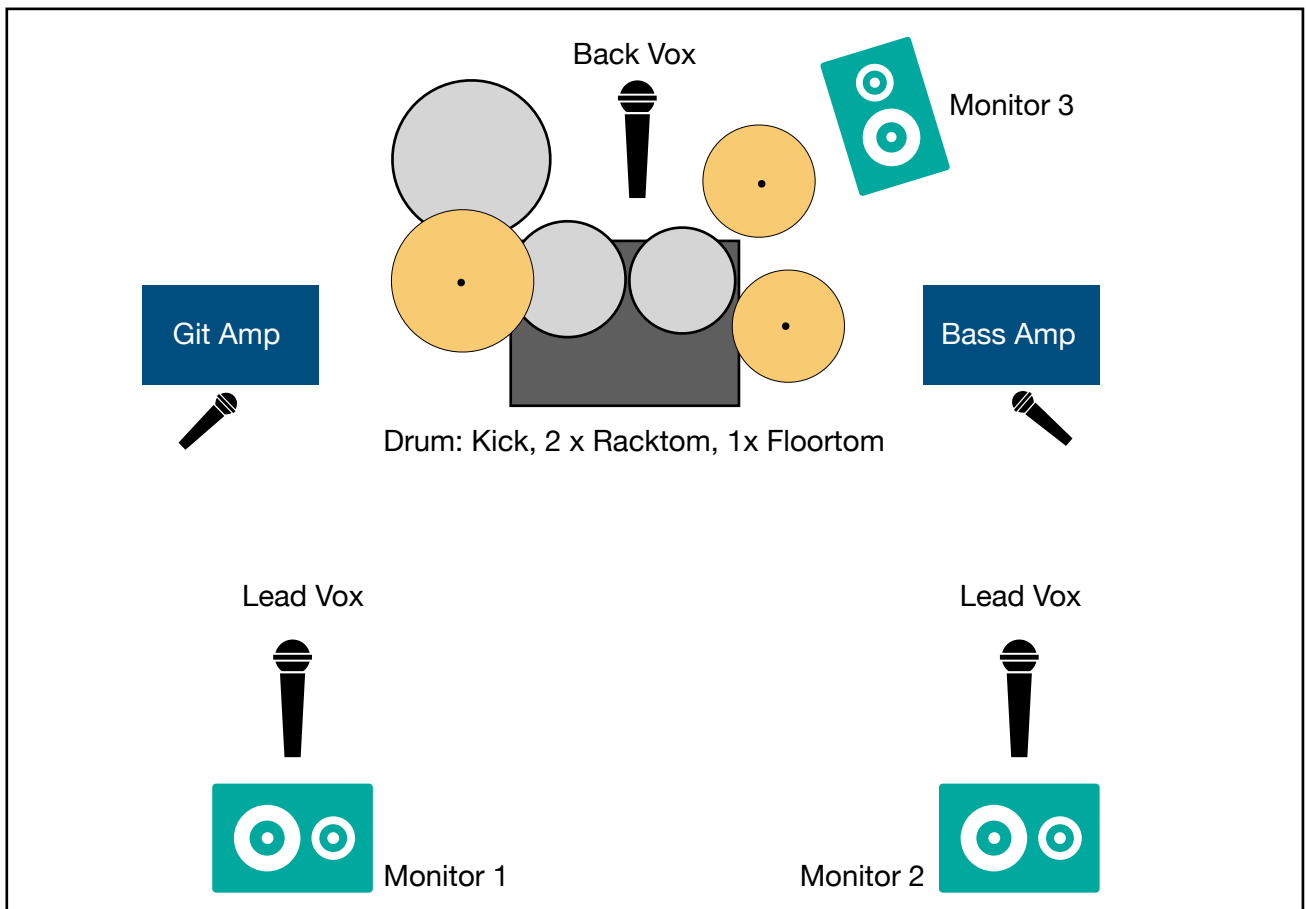 Back Vox
Monitor 3
Git Amp
Bass Amp
Drum: Kick, 2 x Racktom, 1x Floortom
Lead Vox
Lead Vox
Monitor 1
Monitor 2